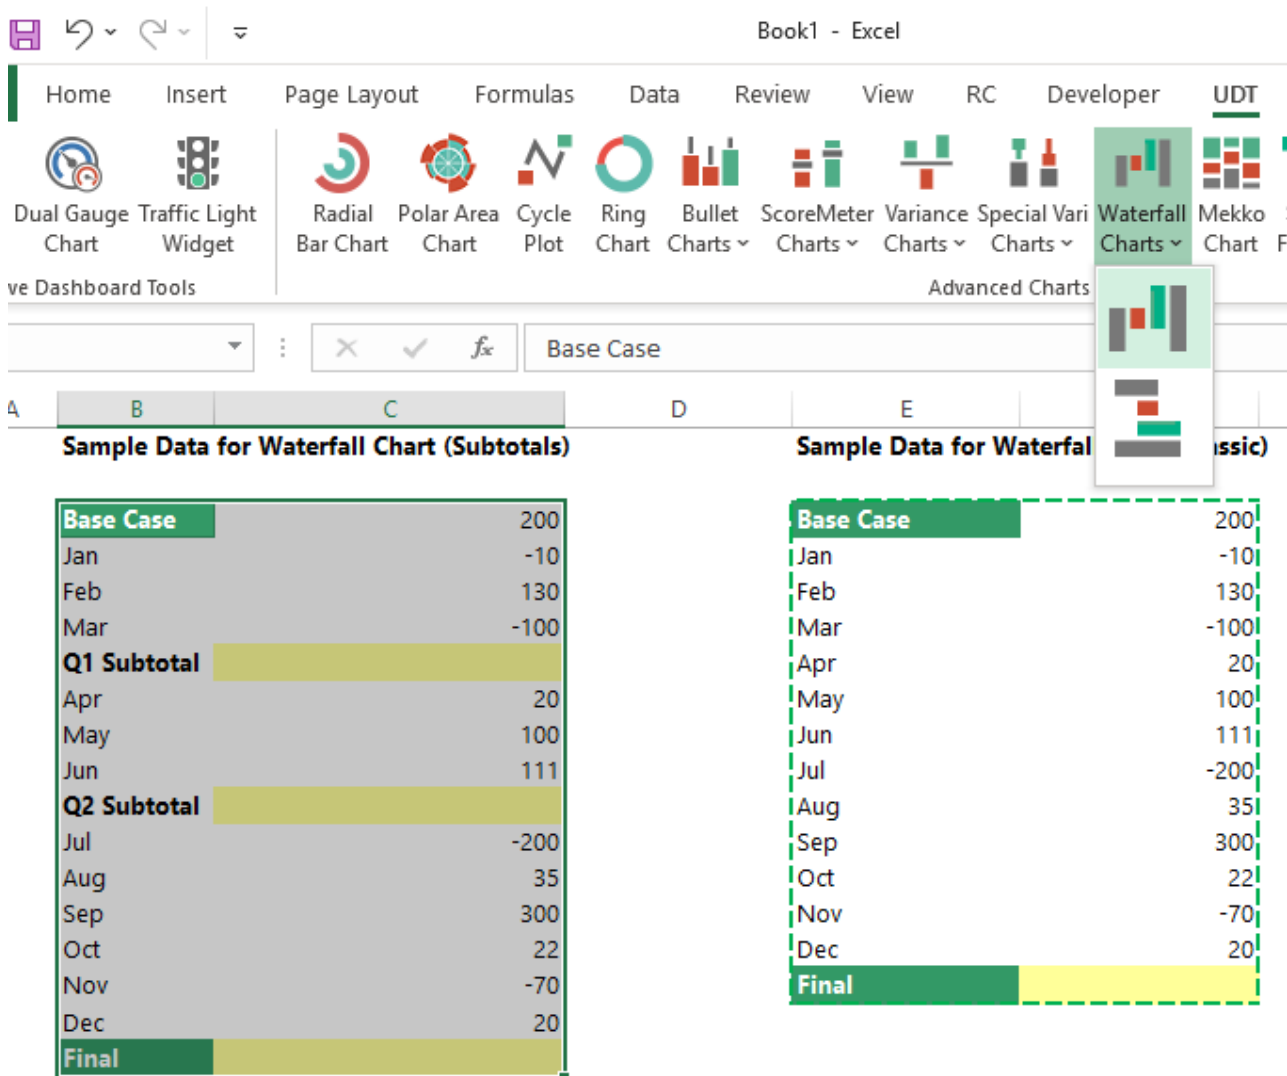 Book1 - Excel
Home Insert Page Layout Formulas Data Review View RC Developer UDT
Dual Gauge Traffic Light Radial Polar Area Cycle Ring Bullet ScoreMeter Variance Special Vari Waterfall Mekko
Chart Widget Bar Chart Chart Plot Chart Charts Charts Charts Charts Charts Chart
ve Dashboard Tools Advanced Charts
fx Base Case
A B C D E
Sample Data for Waterfall Chart (Subtotals) Sample Data for Waterfal ssic)
Base Case 200 Base Case 200
Jan -10 Jan -10
Feb 130 Feb 130
Mar -100 Mar -100
Q1 Subtotal Apr 20
Apr 20 May 100
May 100 Jun 111
Jun 111 Jul -200
Q2 Subtotal Aug 35
Jul -200 Sep 300
Aug 35 Oct 22
Sep 300 Nov -70
Oct 22 Dec 20
Nov -70 Final
Dec 20
Final